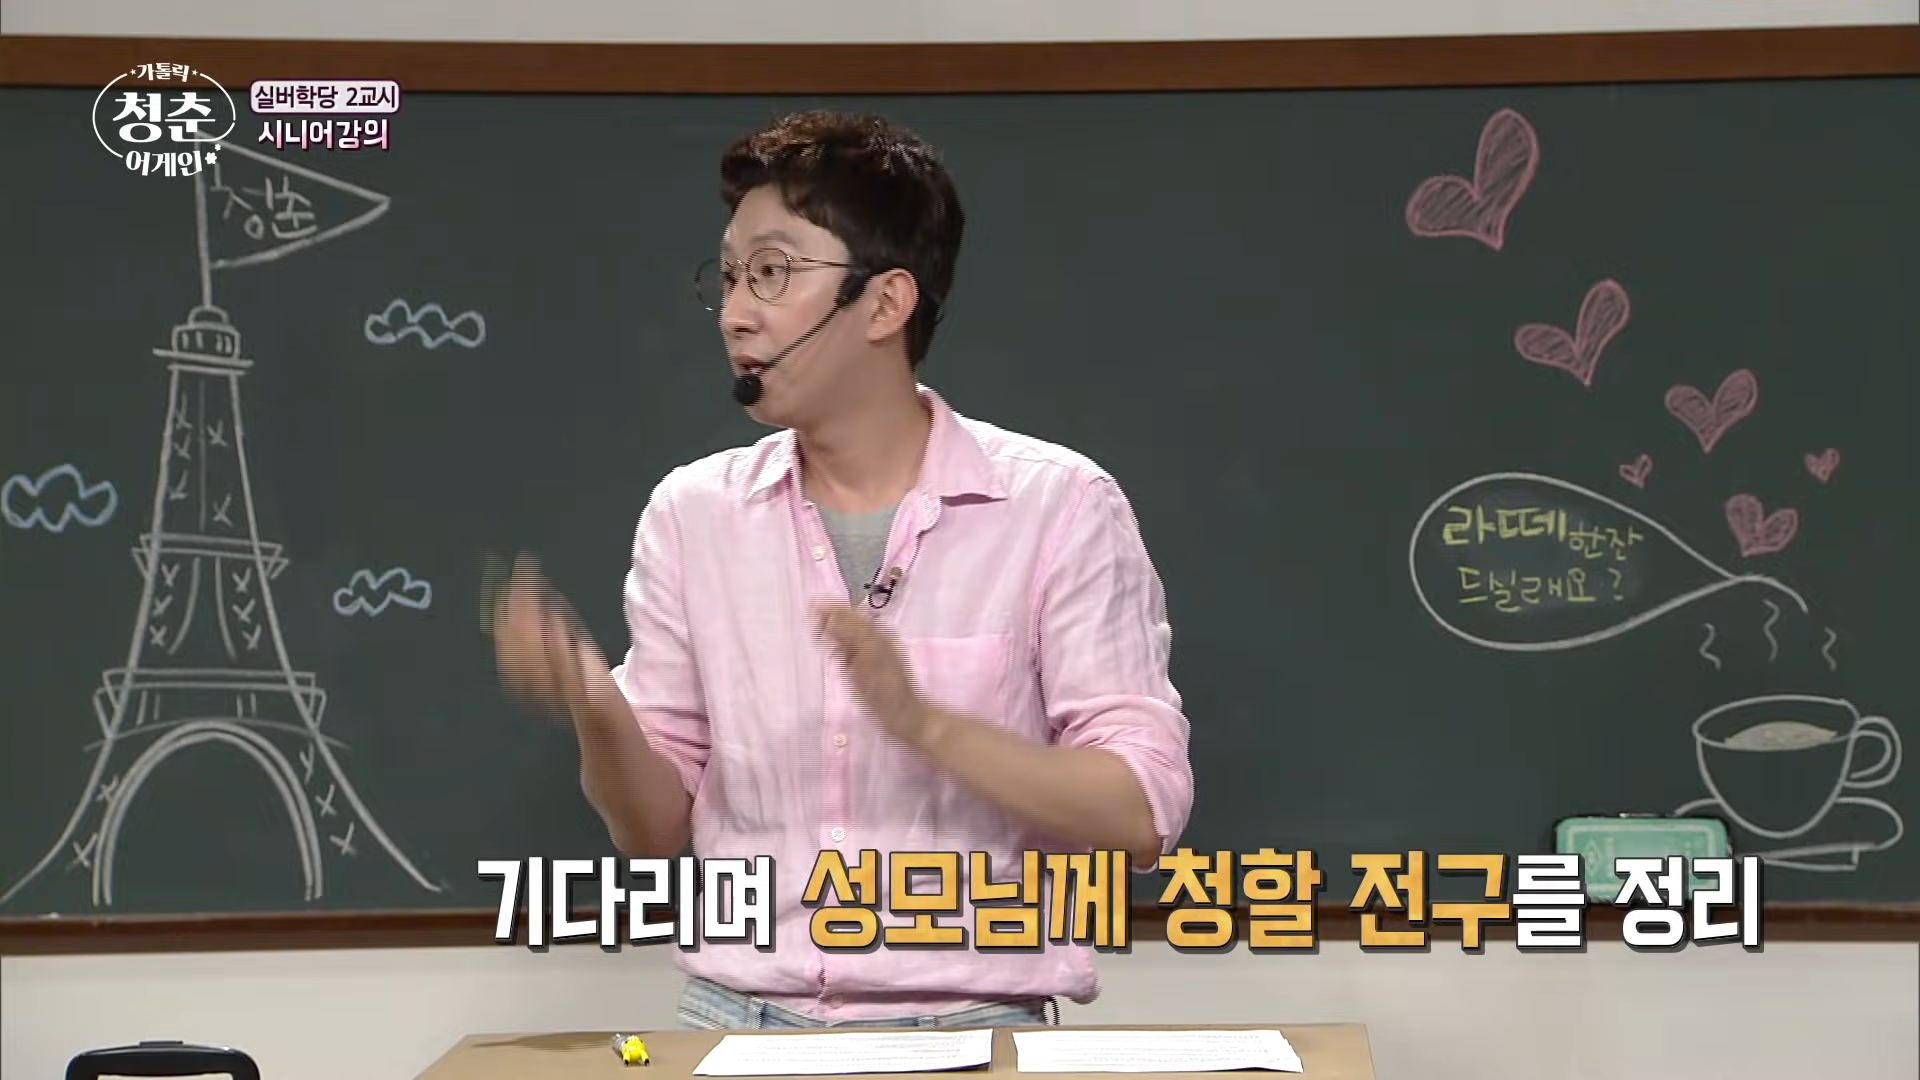 가톨릭
청춘
어게인
실버학당 2교시
시니어강의
청춘
라떼한잔
드실래요?
기다리며 성모님께 청할 전구를 정리